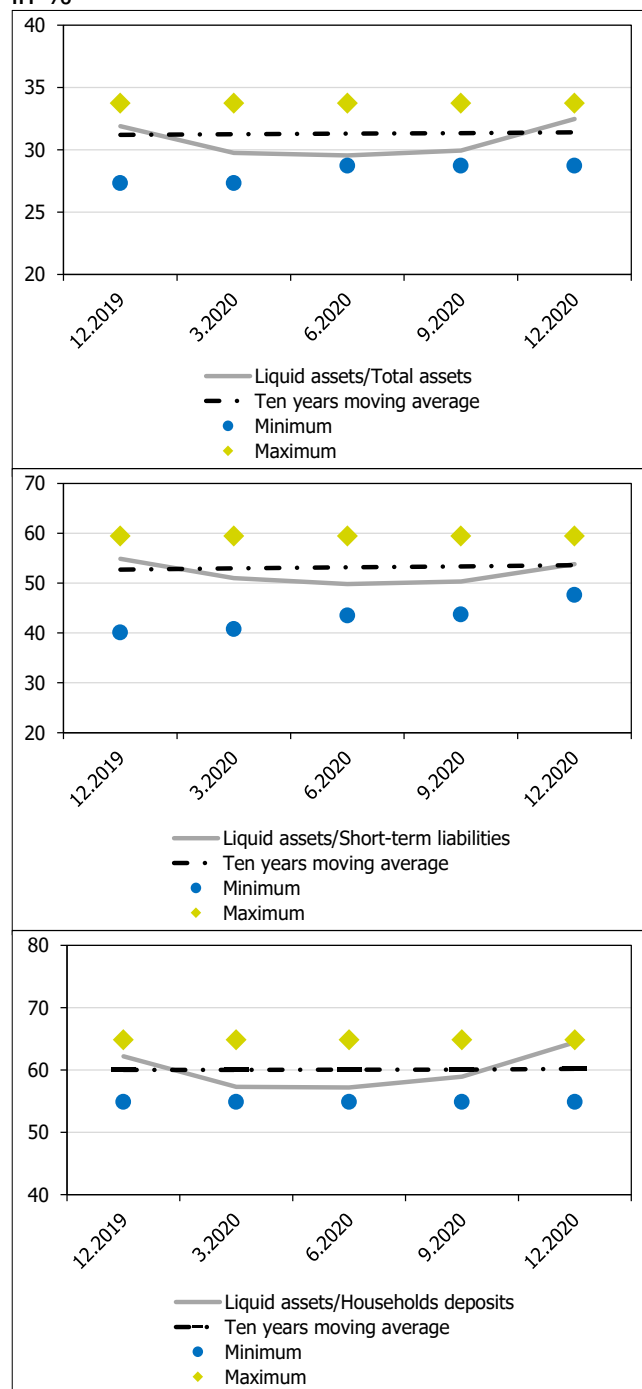 in %
40
35
30
25
20
12.2019
3.2020
6.2020
9.2020
12.2020
Liquid assets/Total assets
Ten years moving average
Minimum
Maximum
70
60
50
40
30
20
12.2019
3.2020
6.2020
9.2020
12.2020
Liquid assets/Short-term liabilities
Ten years moving average
Minimum
Maximum
80
70
60
50
40
12.2019
3.2020
6.2020
9.2020
12.2020
Liquid assets/Households deposits
Ten years moving average
Minimum
Maximum